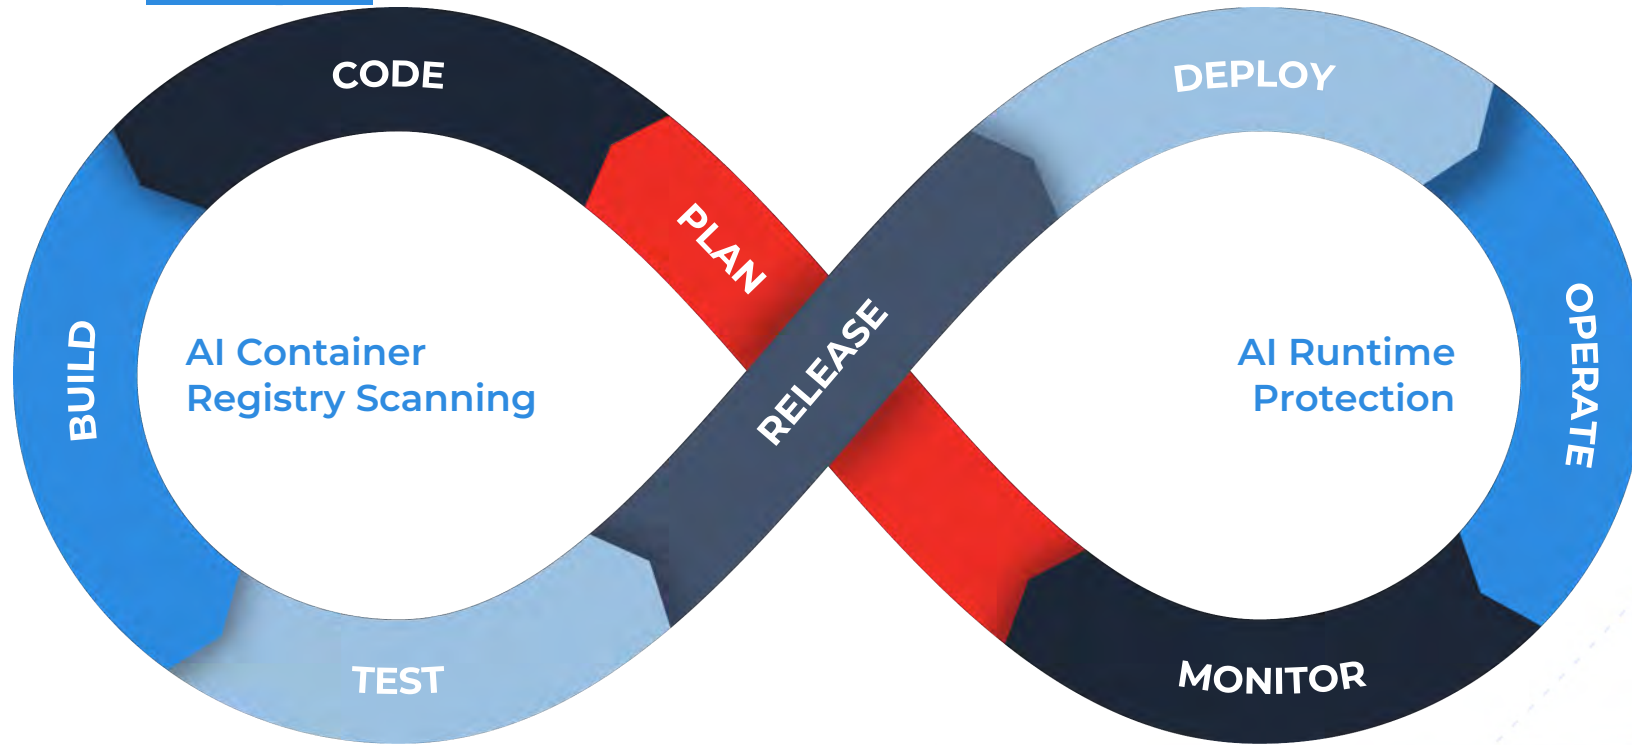 CODE
DEPLOY
PLAN
BUILD
AI Container
Registry Scanning
RELEASE
AI Runtime
Protection
OPERATE
TEST
MONITOR